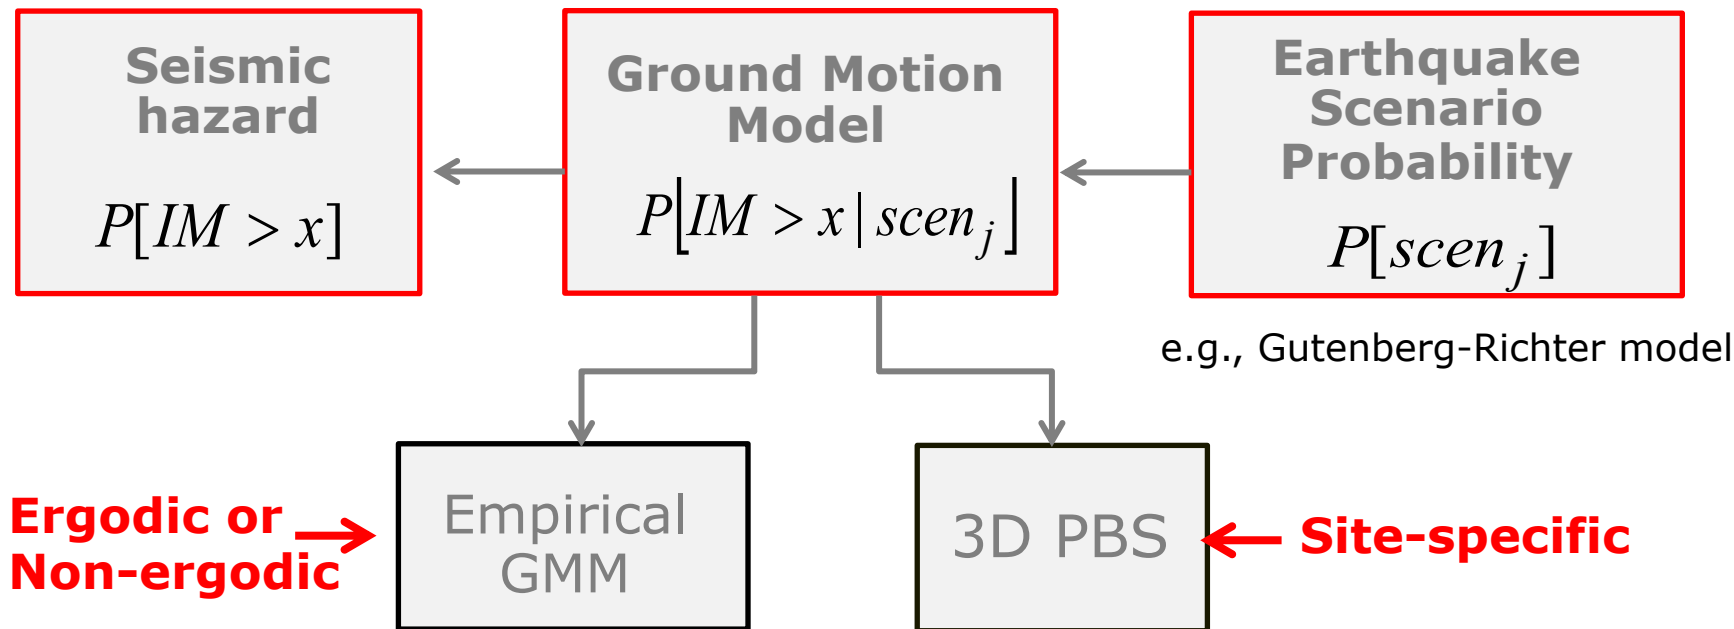 Seismic
hazard
P[IM > x]
Ground Motion
Model
P⌊IM > x | scen_j⌋
Earthquake
Scenario
Probability
P[scen_j]
e.g., Gutenberg-Richter model
Ergodic or
Non-ergodic
Empirical
GMM
3D PBS
Site-specific